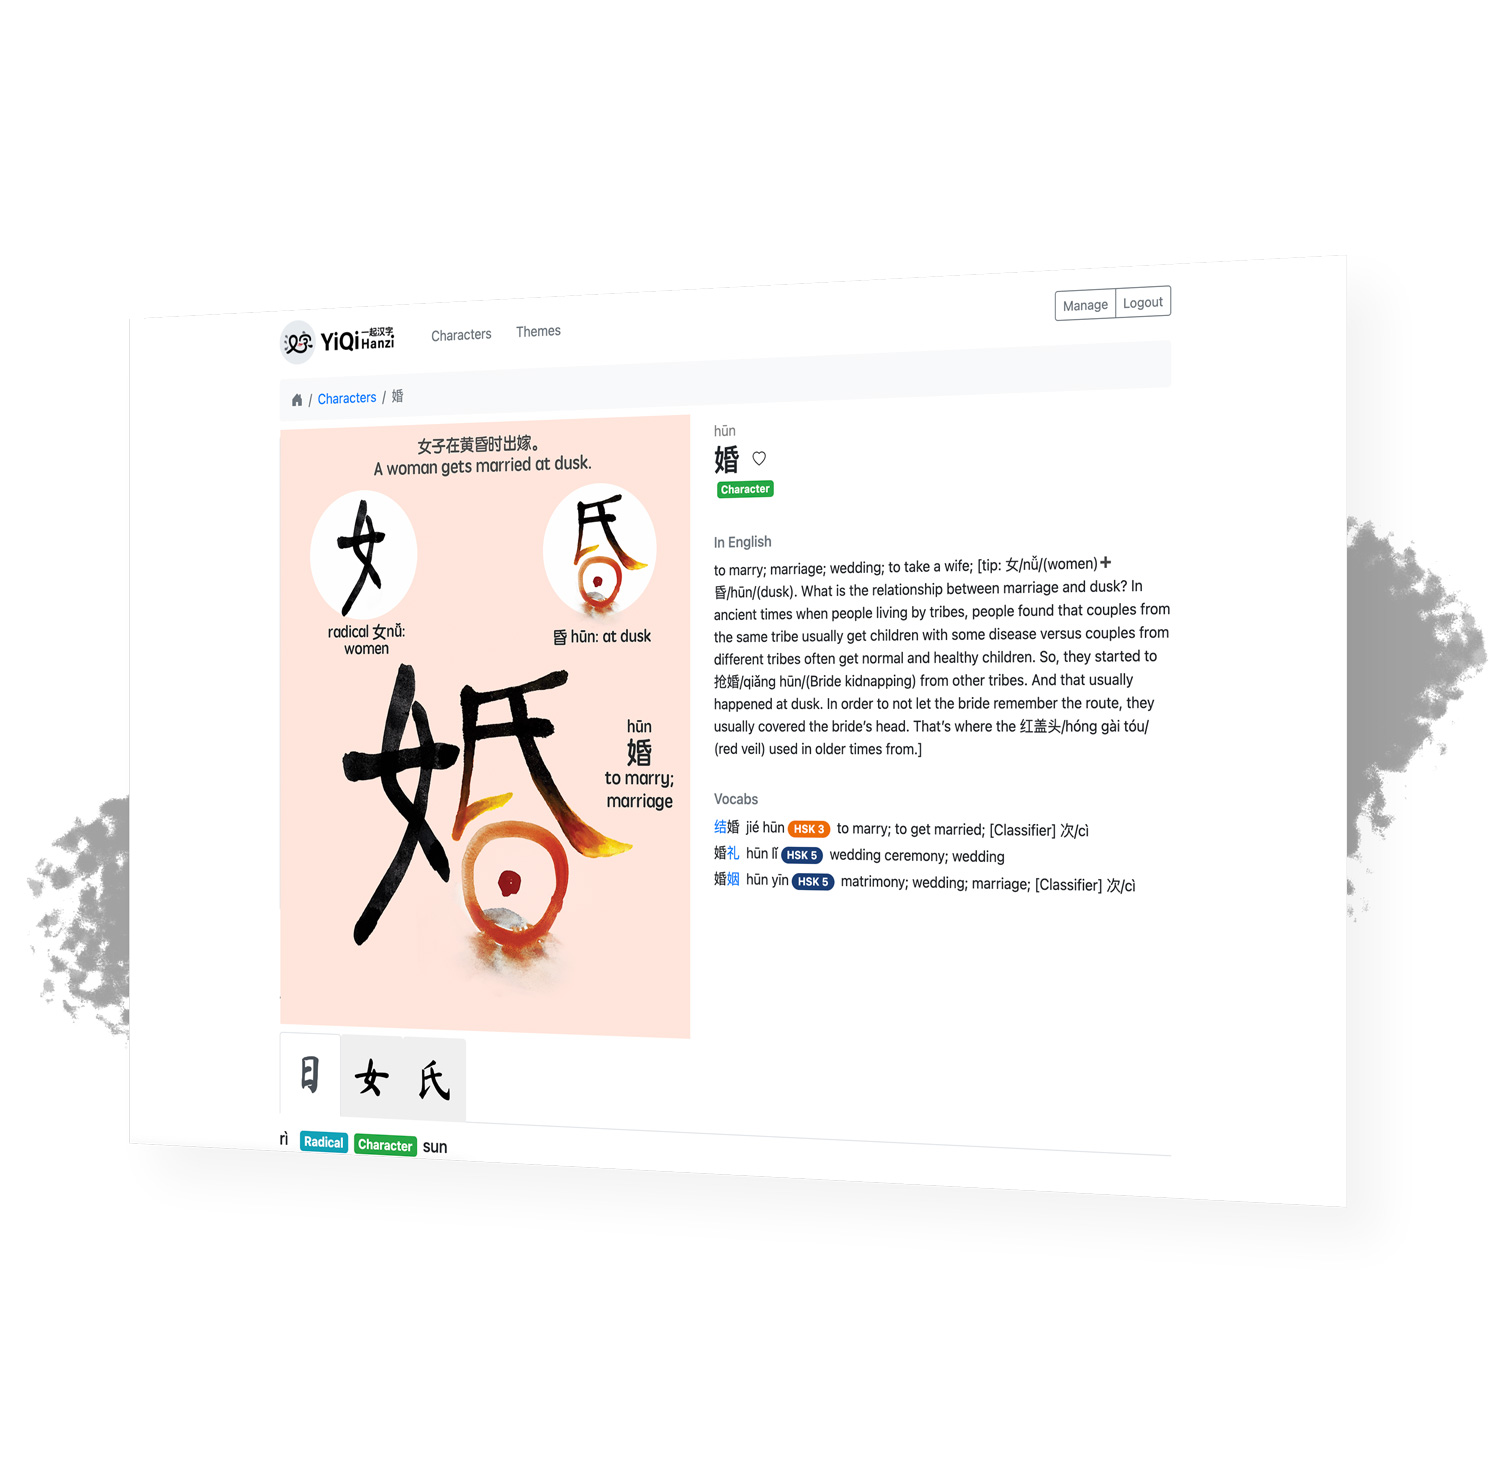 YiQi 一起汉字 Hanzi
Characters
Themes
Manage
Logout
/ Characters / 婚
女子在黄昏时出嫁。
A woman gets married at dusk.
女
昏
radical 女nǚ:
women
昏 hūn: at dusk
婚
hūn
婚
to marry;
marriage
hūn
婚
Character
In English
to marry; marriage; wedding; to take a wife; [tip: 女/nǚ/(women)➕
昏/hūn/(dusk). What is the relationship between marriage and dusk? In
ancient times when people living by tribes, people found that couples from
the same tribe usually get children with some disease versus couples from
different tribes often get normal and healthy children. So, they started to
抢婚/qiǎng hūn/(Bride kidnapping) from other tribes. And that usually
happened at dusk. In order to not let the bride remember the route, they
usually covered the bride’s head. That’s where the 红盖头/hóng gài tóu/
(red veil) used in older times from.]
Vocabs
结婚 jié hūn HSK 3 to marry; to get married; [Classifier] 次/cì
婚礼 hūn lǐ HSK 5 wedding ceremony; wedding
婚姻 hūn yīn HSK 5 matrimony; wedding; marriage; [Classifier] 次/cì
日 女 氏
rì Radical Character sun